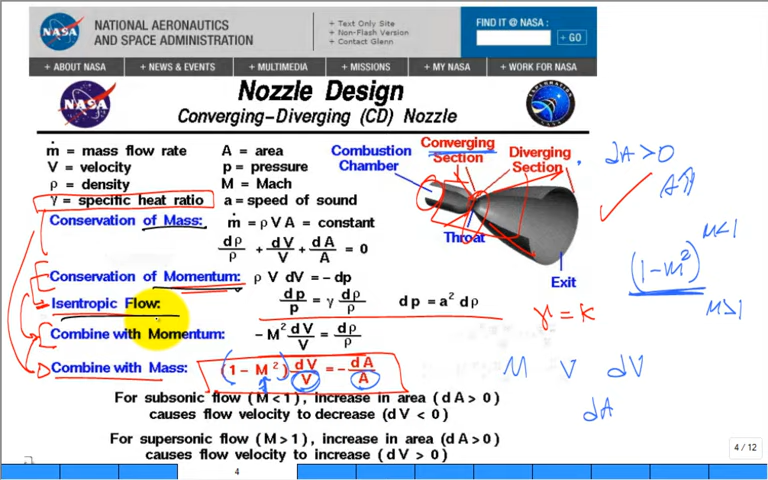 NASA
NATIONAL AERONAUTICS
AND SPACE ADMINISTRATION
+ Text Only Site
+ Non-Flash Version
+ Contact Glenn
FIND IT @ NASA :
+ GO
+ ABOUT NASA
+ NEWS & EVENTS
+ MULTIMEDIA
+ MISSIONS
+ MY NASA
+ WORK FOR NASA
NASA
Nozzle Design
Converging-Diverging (CD) Nozzle
ṁ = mass flow rate
A = area
V = velocity
p = pressure
ρ = density
M = Mach
γ = specific heat ratio
a = speed of sound
Combustion
Chamber
Converging
Section
Diverging
Section
Throat
Exit
Conservation of Mass:
ṁ = ρ V A = constant
dρ/ρ + dV/V + dA/A = 0
Conservation of Momentum:
ρ V dV = – dp
Isentropic Flow:
dp/p = γ dρ/ρ
dp = a² dρ
Combine with Momentum:
– M² dV/V = dρ/ρ
Combine with Mass:
(1 – M²) dV/V = – dA/A
For subsonic flow (M < 1), increase in area (dA > 0)
causes flow velocity to decrease (dV < 0)
For supersonic flow (M > 1), increase in area (dA > 0)
causes flow velocity to increase (dV > 0)
dA > 0
M < 1
(1 – M²)
M > 1
γ = K
M V dV
dA
4 / 12
4